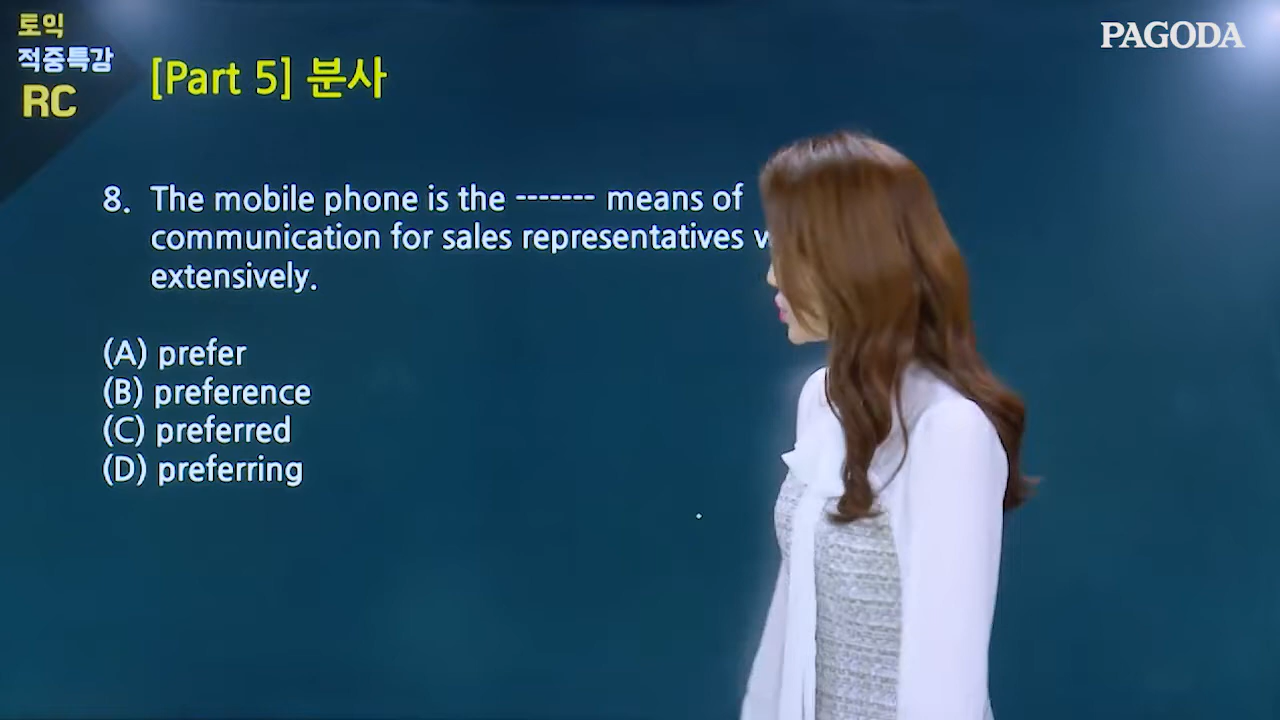 토익
적중특강
RC
PAGODA
[Part 5] 분사
8. The mobile phone is the ------- means of
communication for sales representatives
extensively.
(A) prefer
(B) preference
(C) preferred
(D) preferring